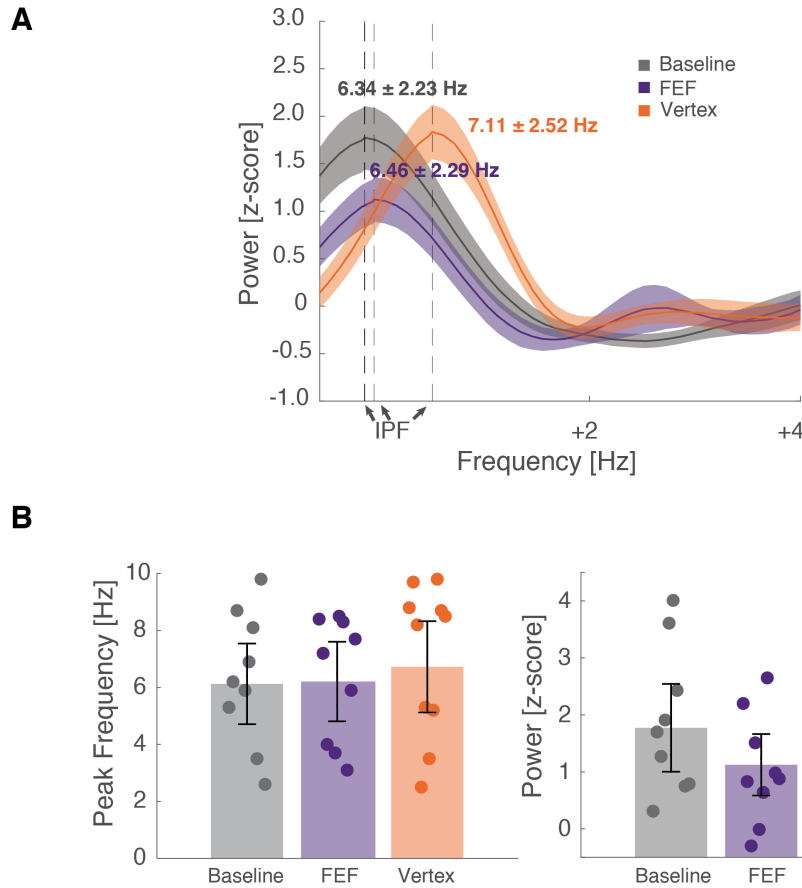 A
Power [z-score]
3.0
2.5
2.0
1.5
1.0
0.5
0
-0.5
-1.0
Baseline
FEF
Vertex
6.34 ± 2.23 Hz
7.11 ± 2.52 Hz
6.46 ± 2.29 Hz
IPF
+2
+4
Frequency [Hz]
B
Peak Frequency [Hz]
10
8
6
4
2
0
Baseline
FEF
Vertex
Power [z-score]
4
3
2
1
0
Baseline
FEF